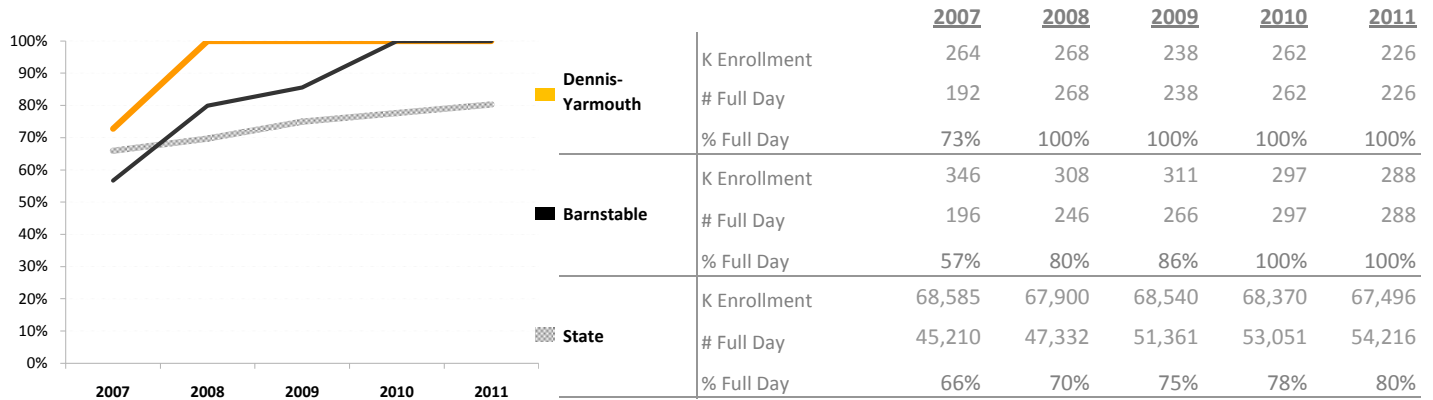 100%
90%
80%
70%
60%
50%
40%
30%
20%
10%
0%
2007 2008 2009 2010 2011
2007 2008 2009 2010 2011
Dennis-
Yarmouth
K Enrollment 264 268 238 262 226
# Full Day 192 268 238 262 226
% Full Day 73% 100% 100% 100% 100%
Barnstable
K Enrollment 346 308 311 297 288
# Full Day 196 246 266 297 288
% Full Day 57% 80% 86% 100% 100%
State
K Enrollment 68,585 67,900 68,540 68,370 67,496
# Full Day 45,210 47,332 51,361 53,051 54,216
% Full Day 66% 70% 75% 78% 80%